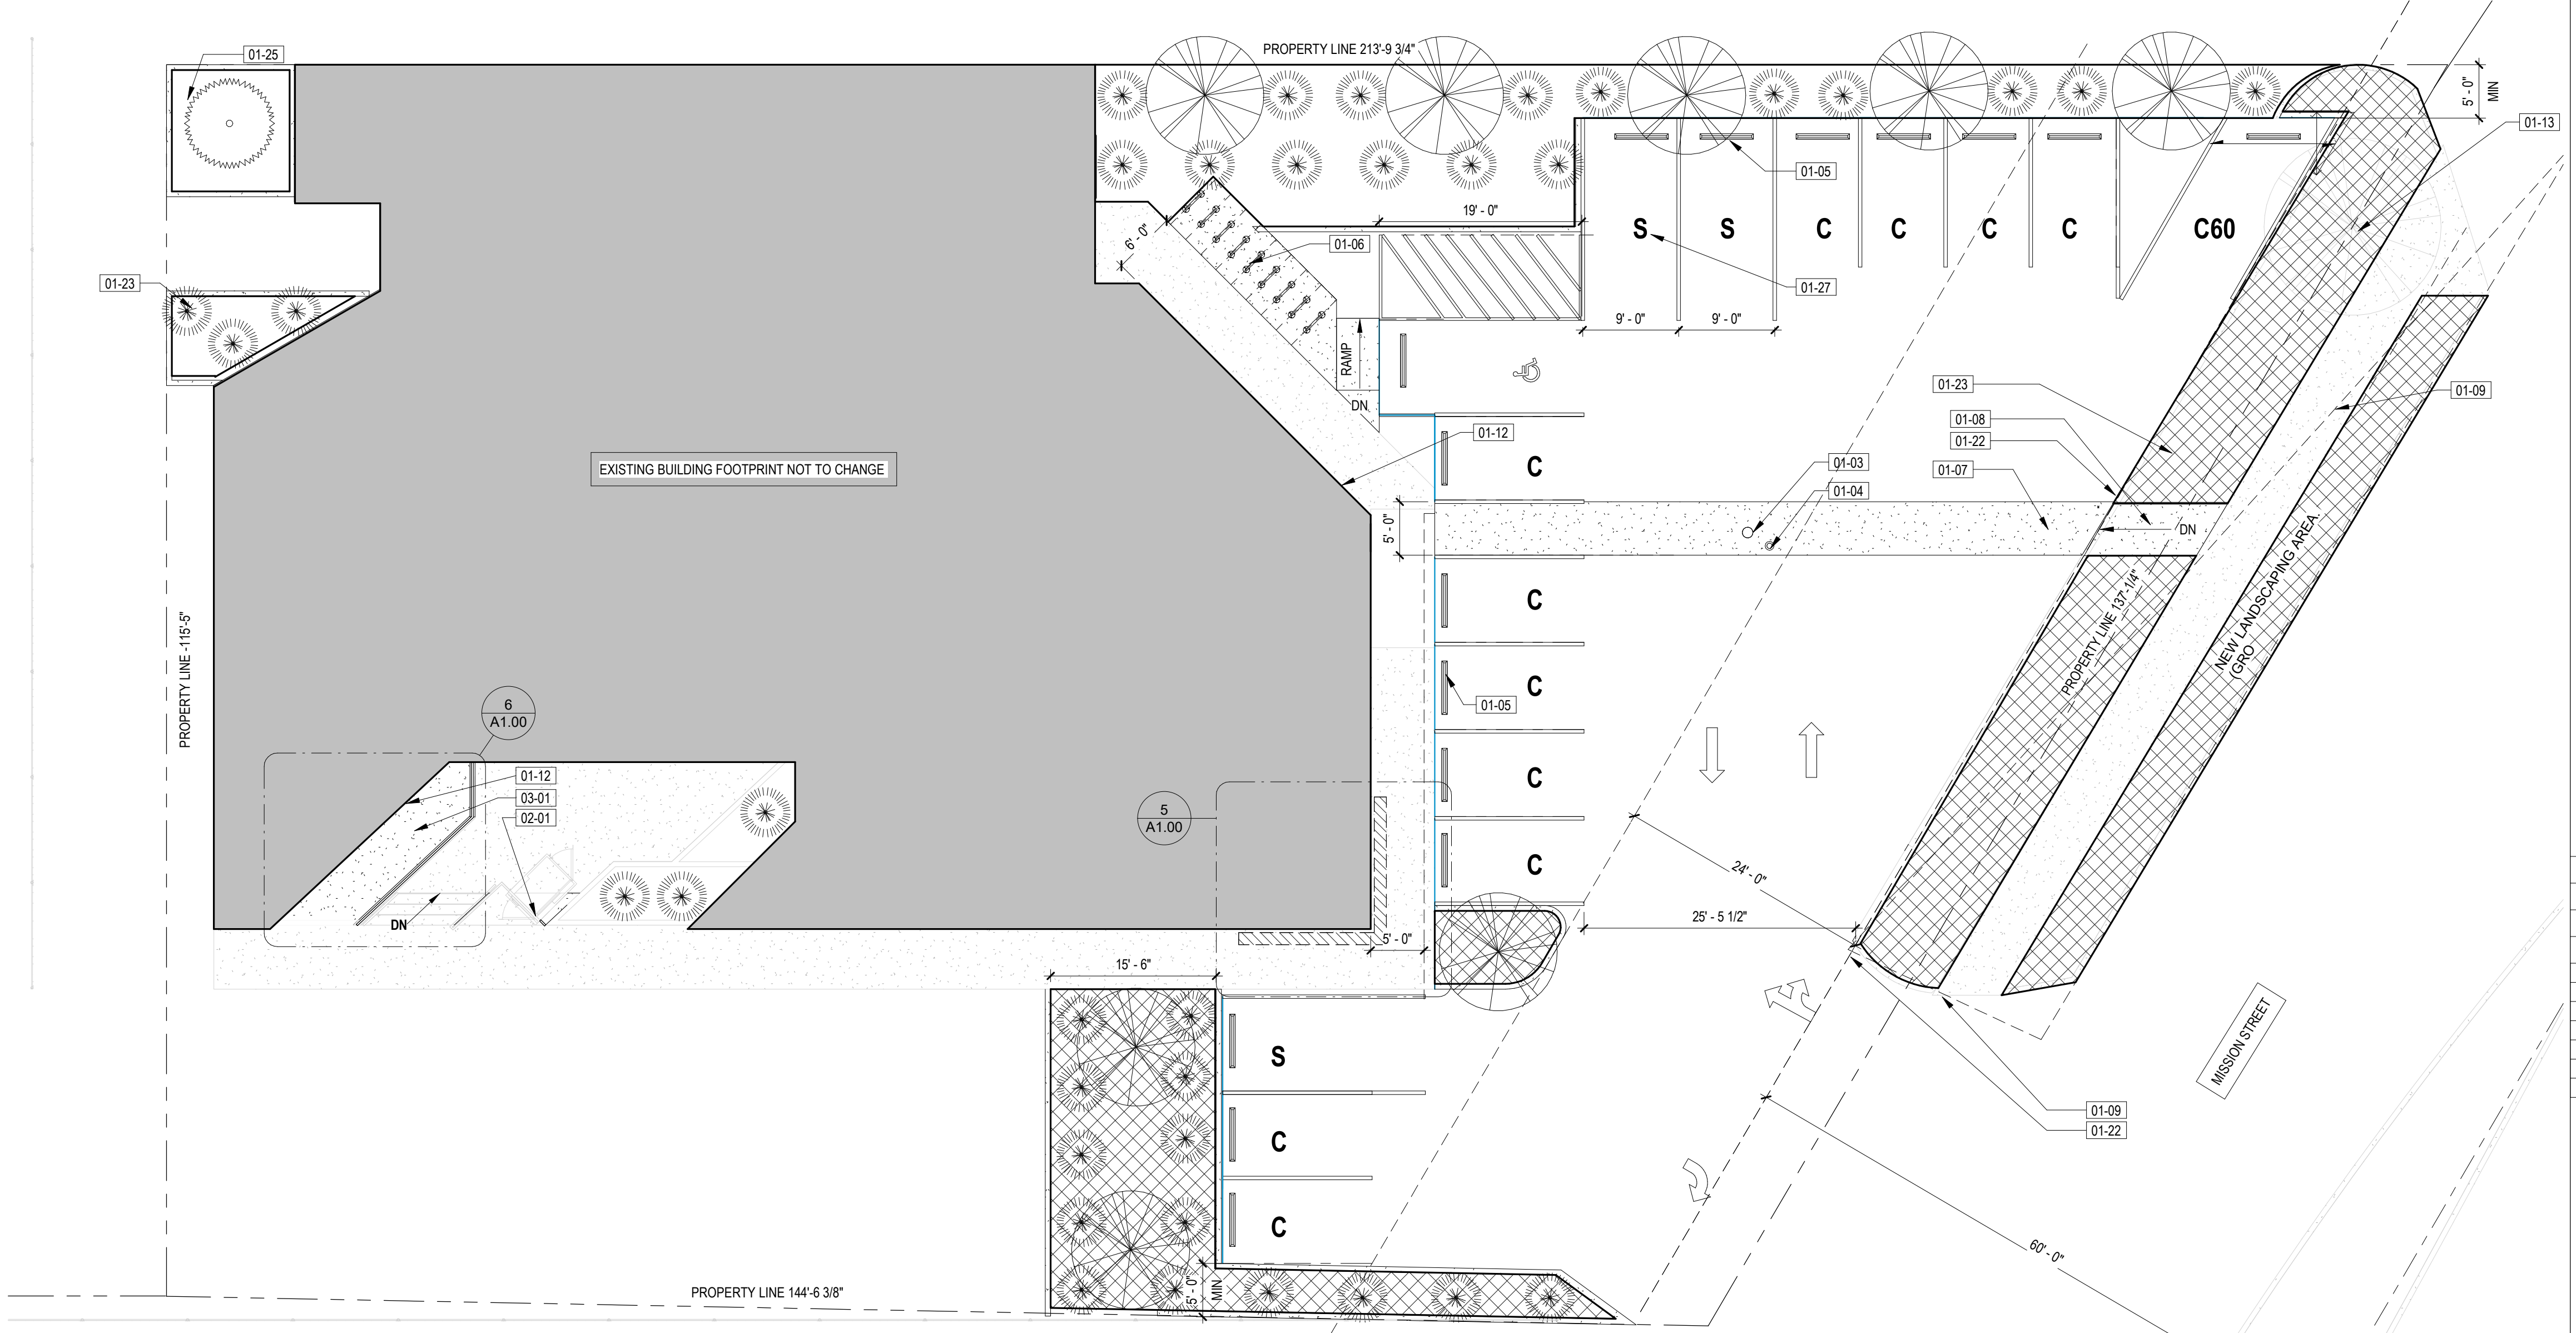 PROPERTY LINE 213'-9 3/4"
01-25
5' - 0"
MIN
01-13
01-05
19' - 0"
6' - 0"
01-06
S
S
C
C
C
C
C60
01-23
01-27
9' - 0"
9' - 0"
RAMP
DN
01-23
01-09
01-08
01-22
01-07
01-12
EXISTING BUILDING FOOTPRINT NOT TO CHANGE
C
01-03
01-04
5' - 0"
DN
NEW LANDSCAPING AREA.
(GRO
PROPERTY LINE 137'-1/4"
C
PROPERTY LINE -115'-5"
C
01-05
6
A1.00
C
01-12
03-01
02-01
5
A1.00
C
24' - 0"
DN
25' - 5 1/2"
5' - 0"
15' - 6"
S
MISSION STREET
01-09
01-22
C
C
60' - 0"
5' - 0"
MIN
PROPERTY LINE 144'-6 3/8"